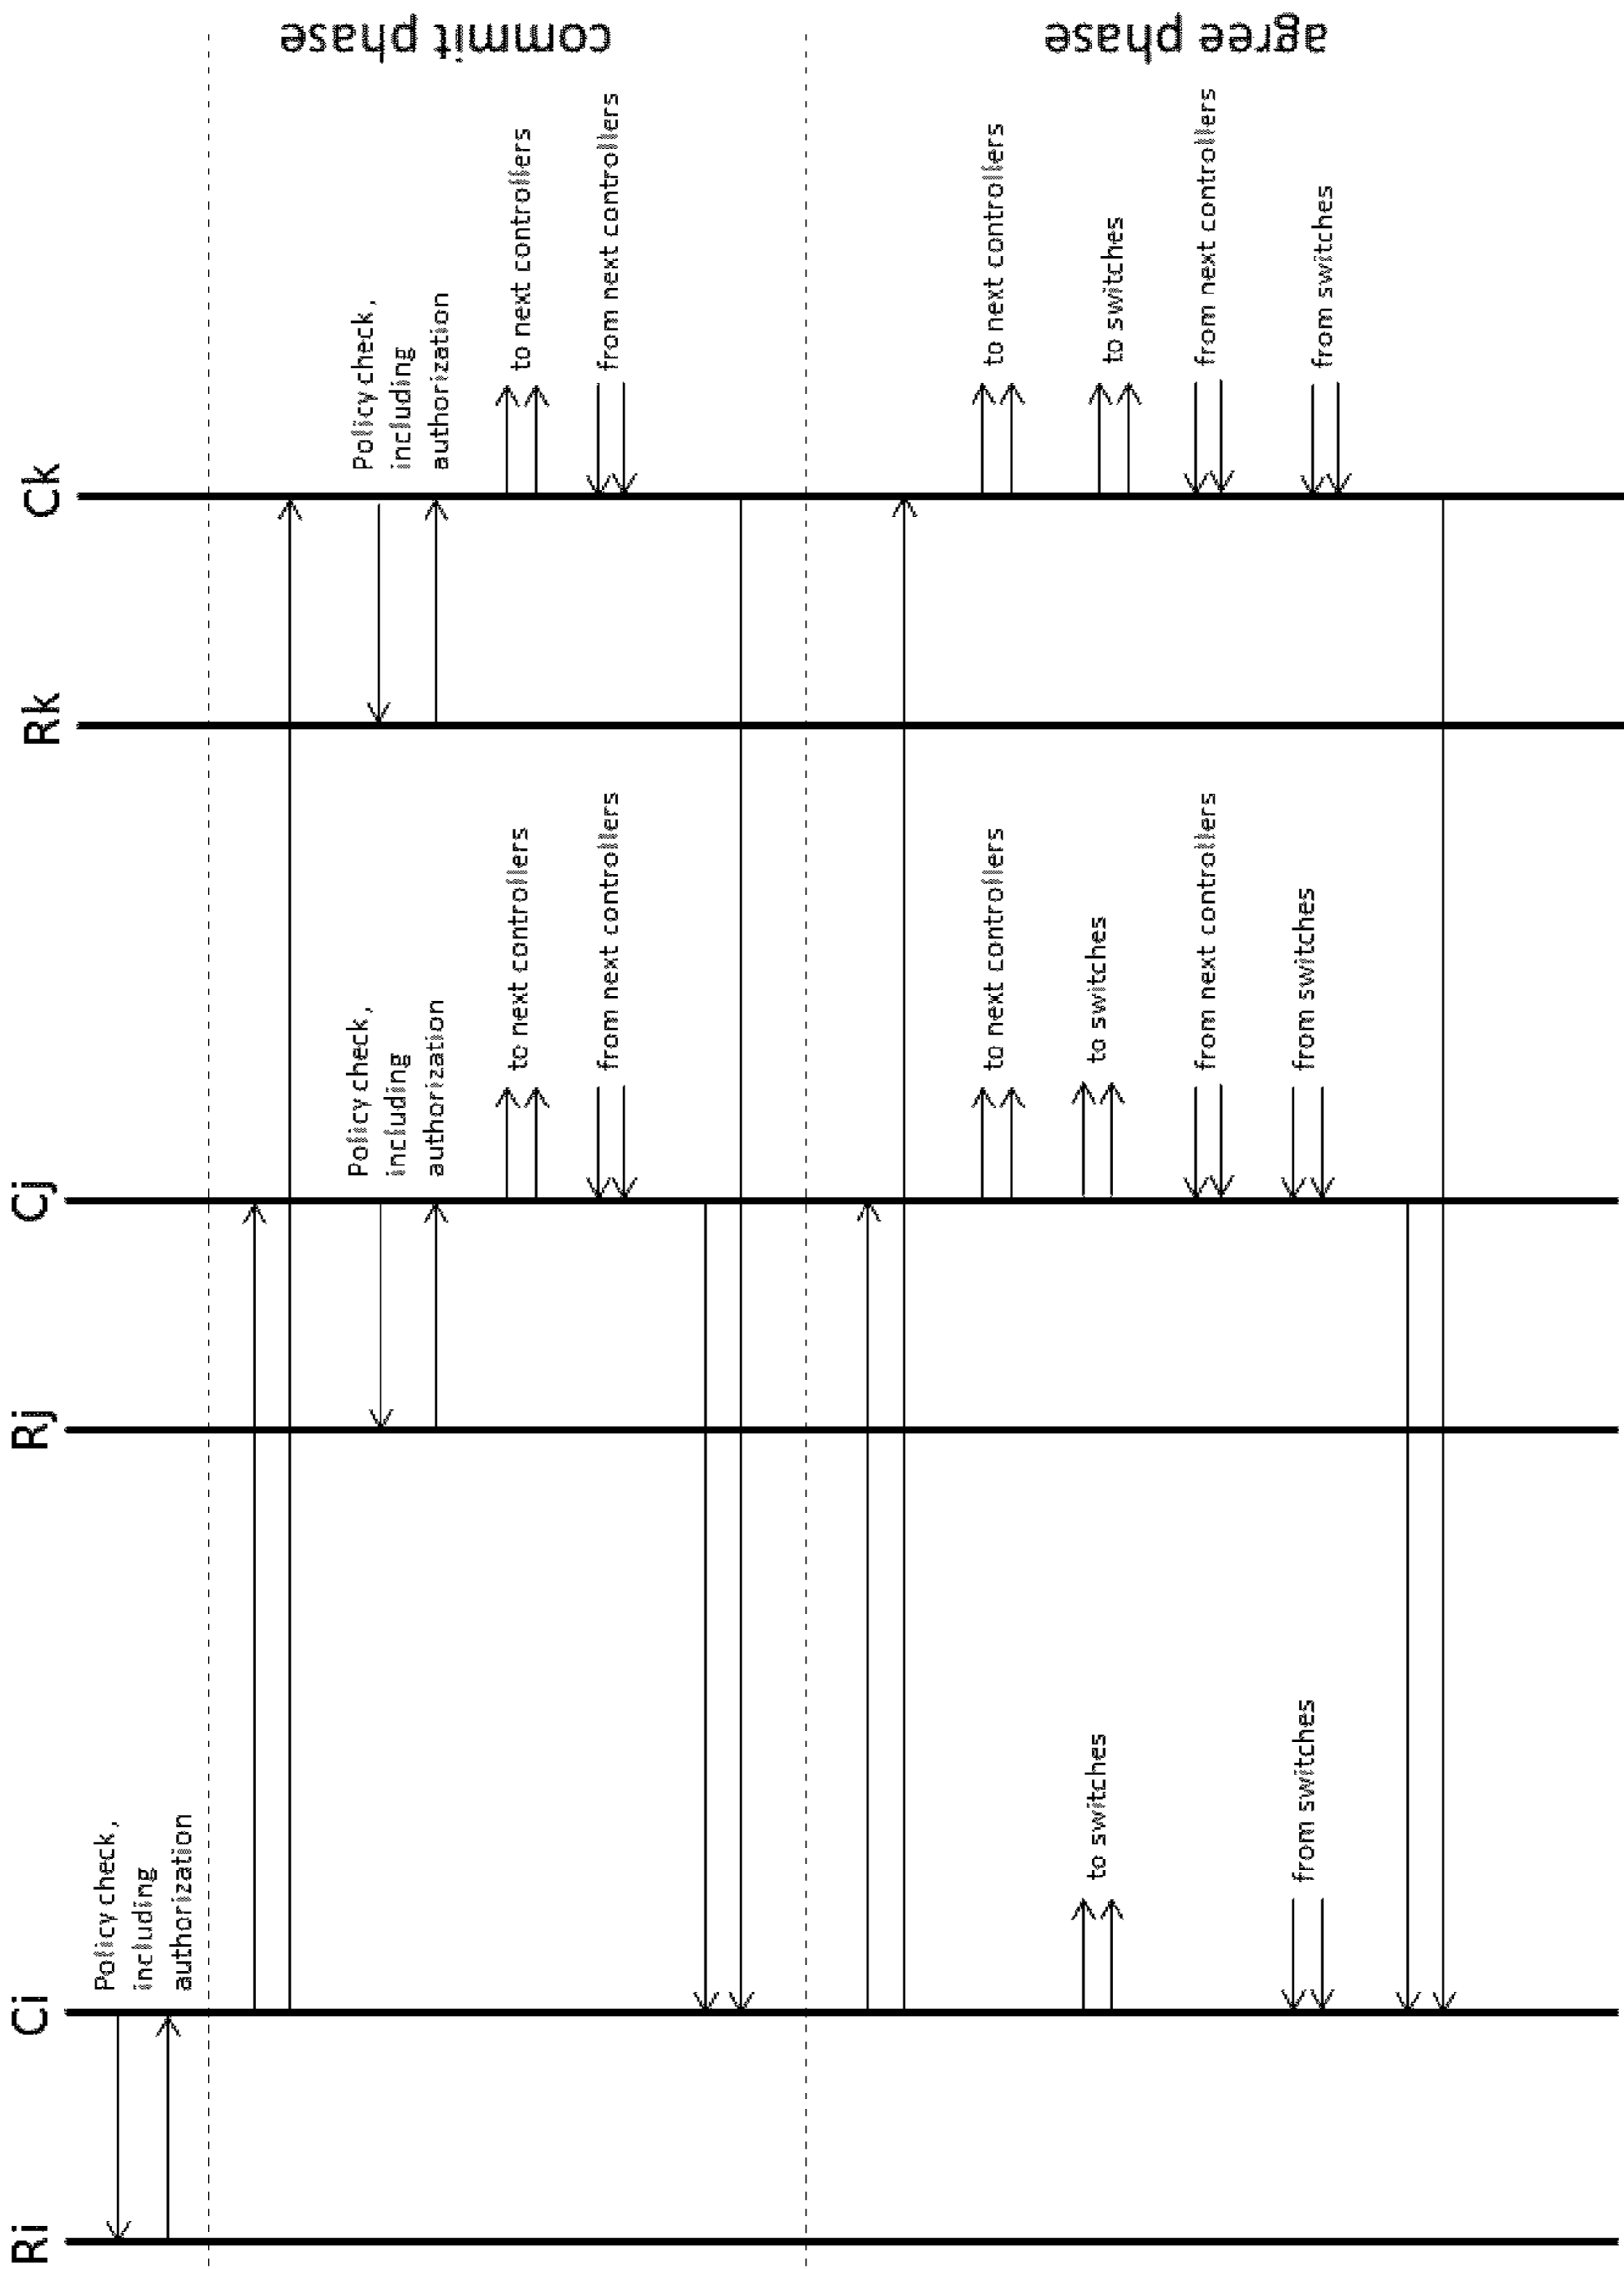 Ri
Ci
Rj
Cj
Rk
Ck
Policy check,
including
authorization
commit phase
Policy check,
including
authorization
Policy check,
including
authorization
to next controllers
to next controllers
from next controllers
from next controllers
agree phase
to next controllers
to next controllers
to switches
to switches
to switches
from next controllers
from next controllers
from switches
from switches
from switches